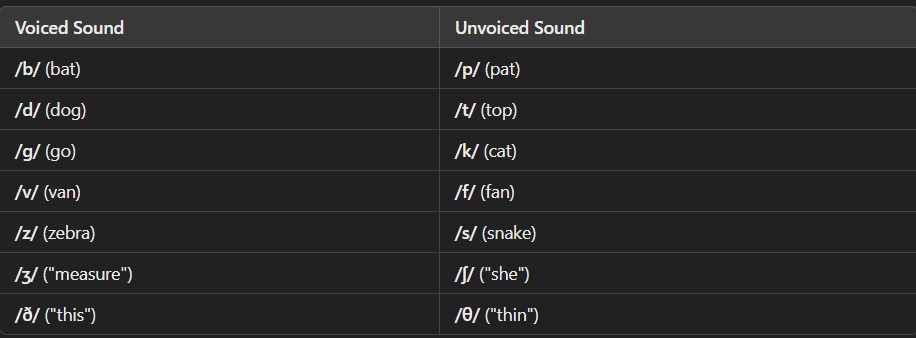 Voiced Sound Unvoiced Sound
/b/ (bat) /p/ (pat)
/d/ (dog) /t/ (top)
/g/ (go) /k/ (cat)
/v/ (van) /f/ (fan)
/z/ (zebra) /s/ (snake)
/ʒ/ ("measure") /ʃ/ ("she")
/ð/ ("this") /θ/ ("thin")